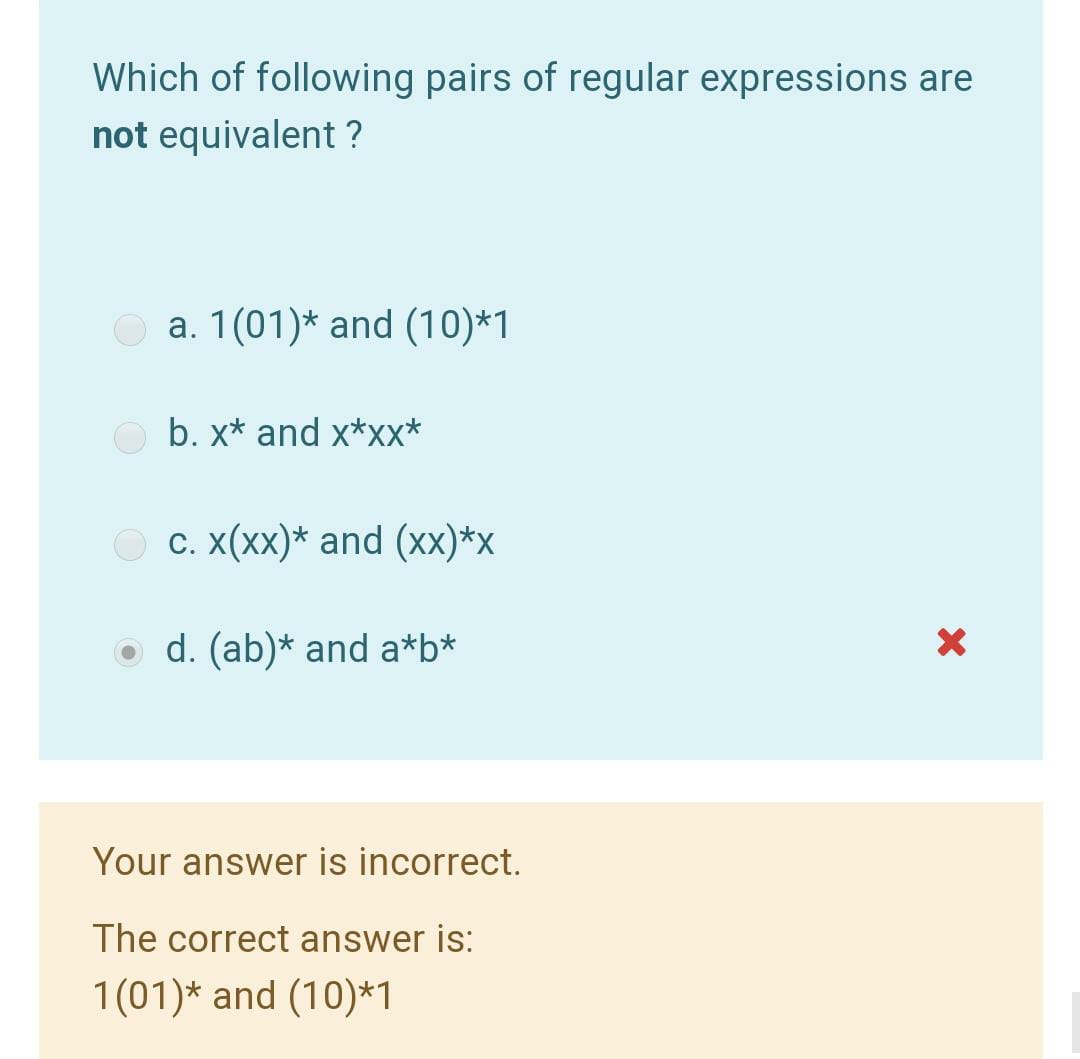 Which of following pairs of regular expressions are
not equivalent ?
a. 1(01)* and (10)*1
b. x* and x*xx*
c. x(xx)* and (xx)*x
d. (ab)* and a*b*
Your answer is incorrect.
The correct answer is:
1(01)* and (10)*1